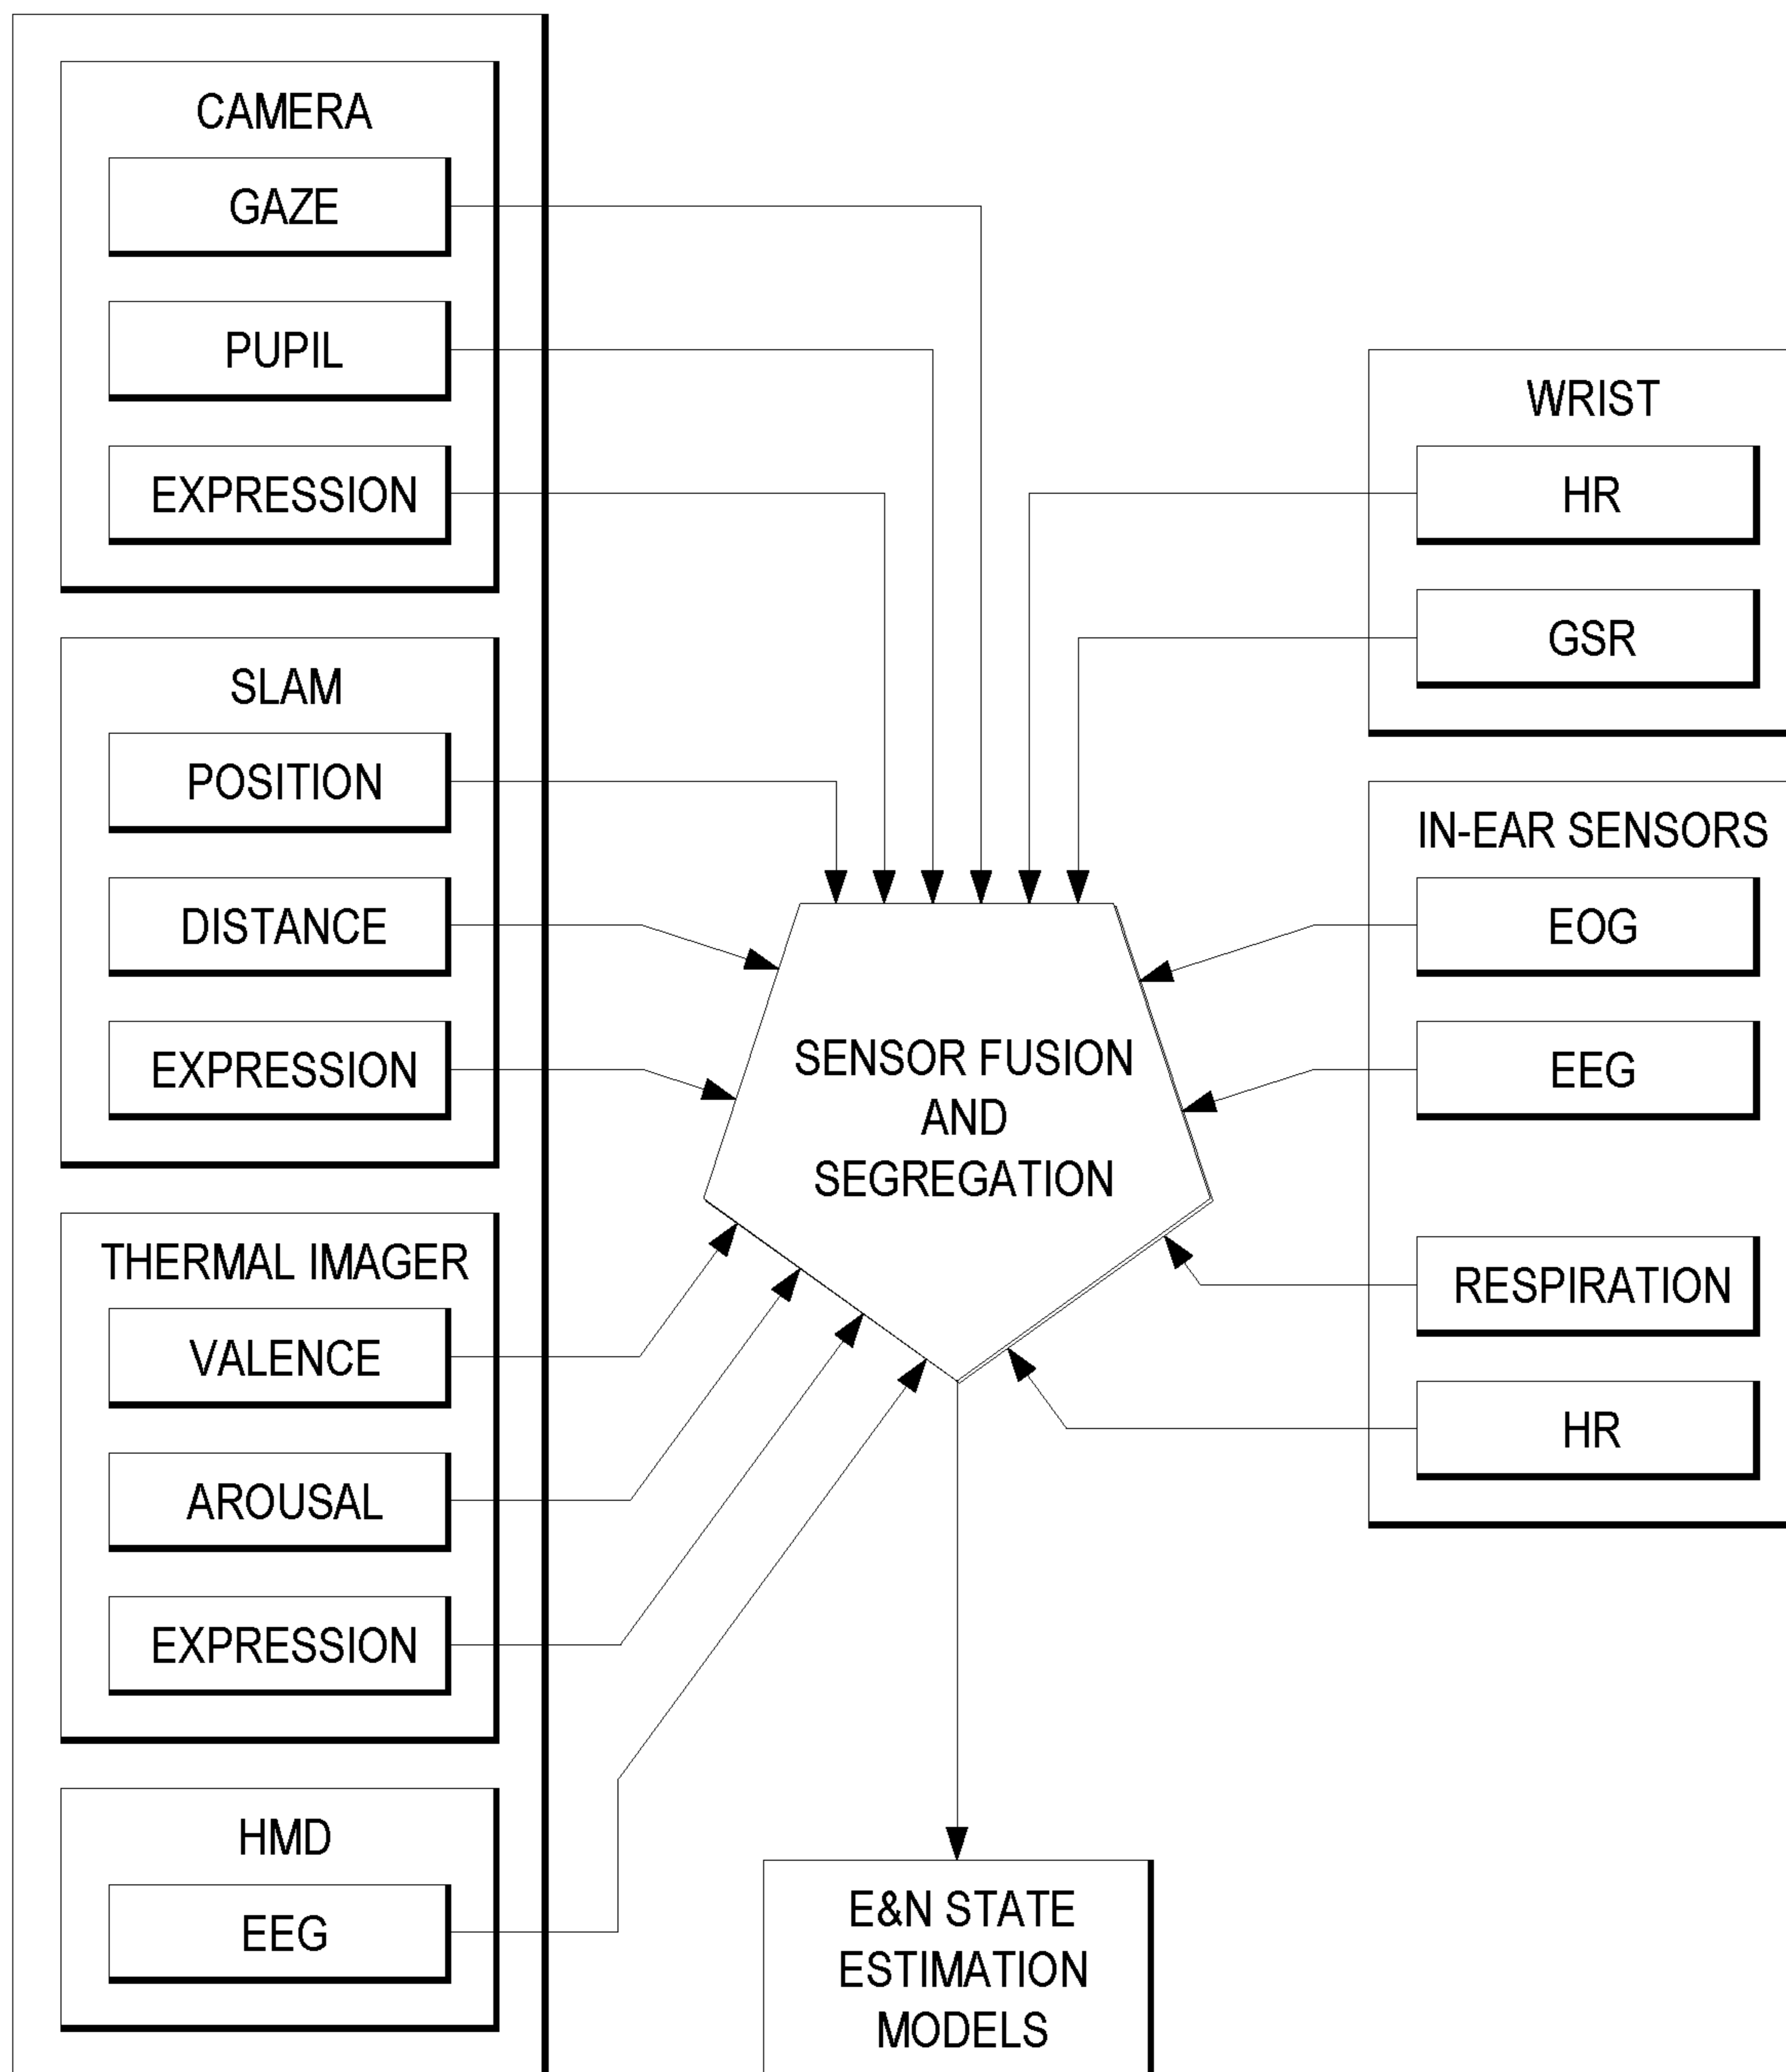 CAMERA
GAZE
PUPIL
EXPRESSION
SLAM
POSITION
DISTANCE
EXPRESSION
THERMAL IMAGER
VALENCE
AROUSAL
EXPRESSION
HMD
EEG
SENSOR FUSION
AND
SEGREGATION
E&N STATE
ESTIMATION
MODELS
WRIST
HR
GSR
IN-EAR SENSORS
EOG
EEG
RESPIRATION
HR